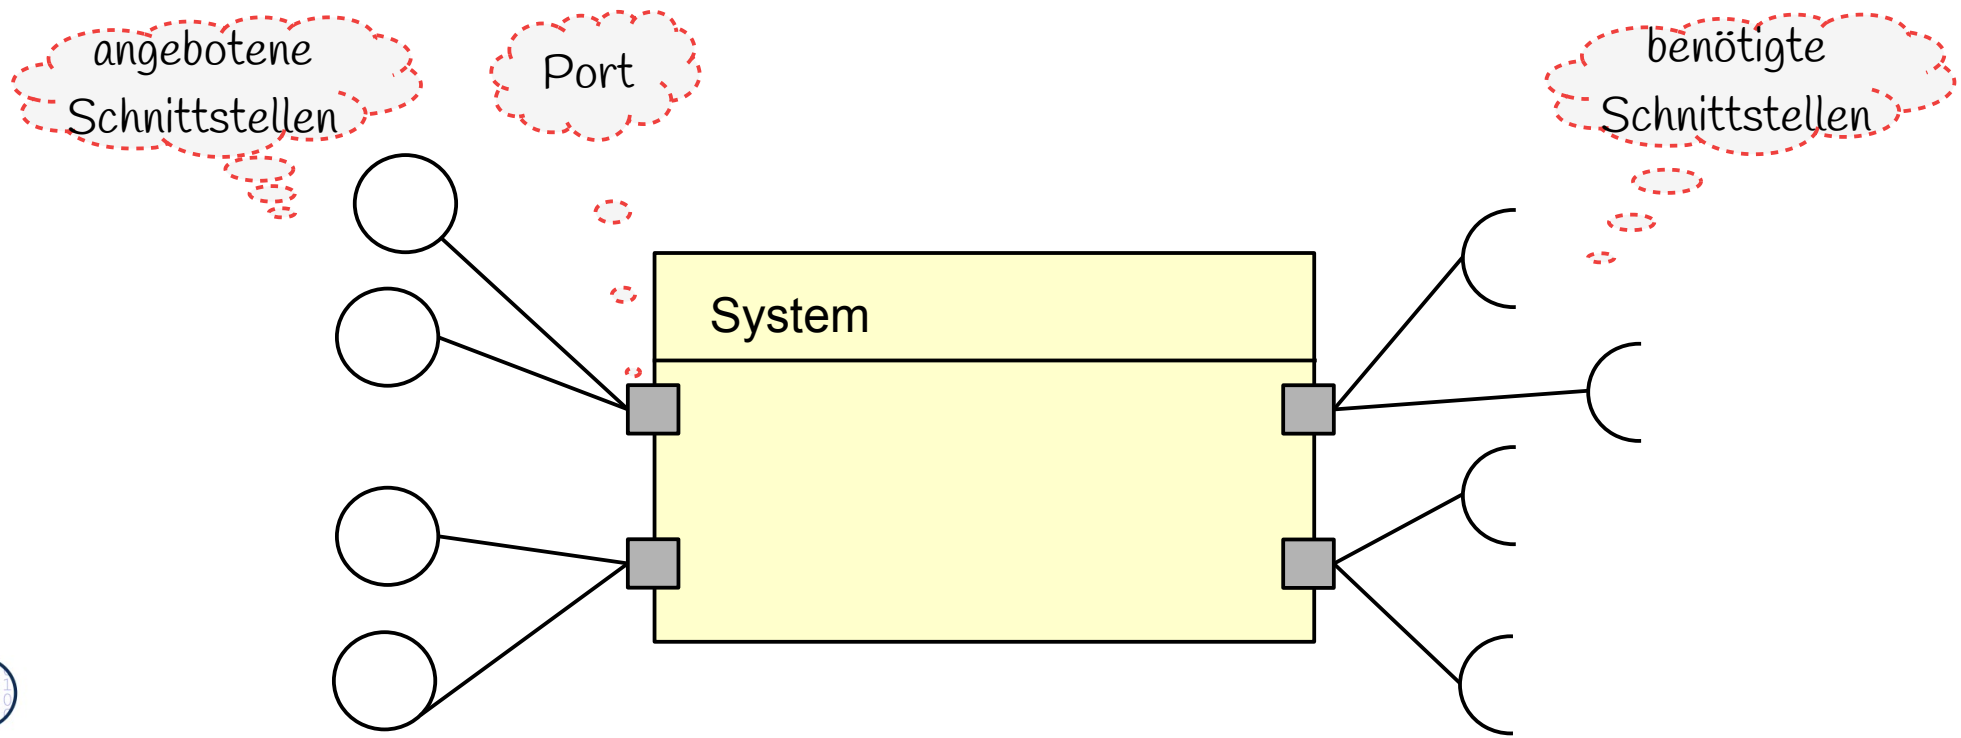 angebotene
Schnittstellen
Port
benötigte
Schnittstellen
System